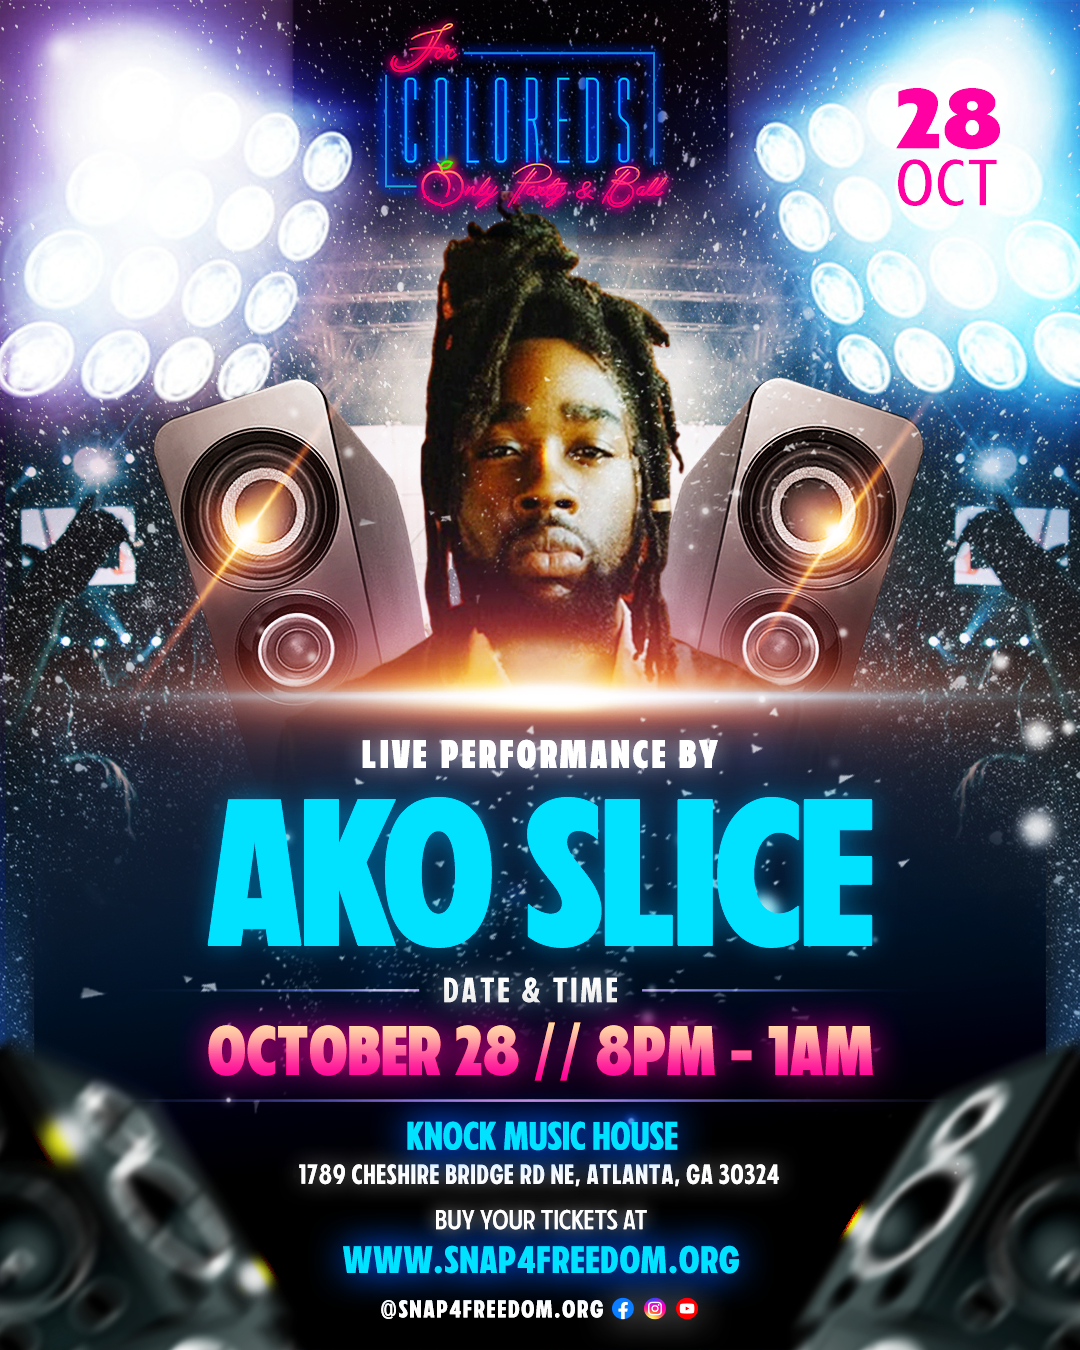 For
COLOREDS
Only Party & Ball
28
OCT
LIVE PERFORMANCE BY
AKO SLICE
DATE & TIME
OCTOBER 28 // 8PM - 1AM
KNOCK MUSIC HOUSE
1789 CHESHIRE BRIDGE RD NE, ATLANTA, GA 30324
BUY YOUR TICKETS AT
WWW.SNAP4FREEDOM.ORG
@SNAP4FREEDOM.ORG